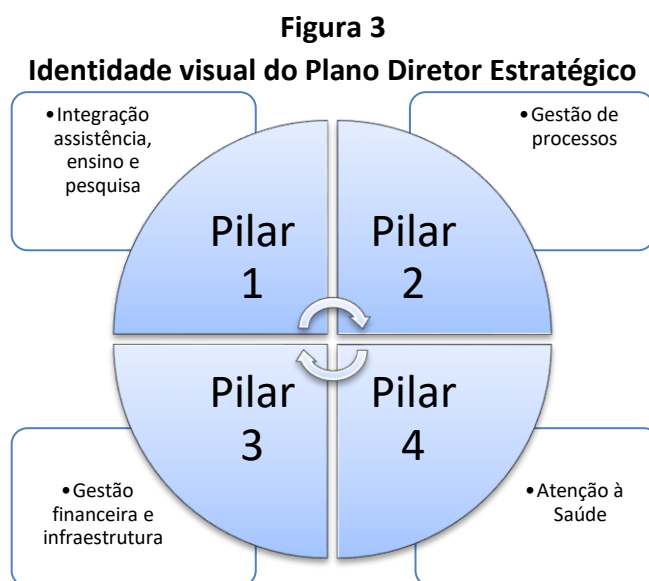 Figura 3
Identidade visual do Plano Diretor Estratégico
•Integração
assistência,
ensino e
pesquisa
•Gestão de
processos
Pilar
1
Pilar
2
Pilar
3
Pilar
4
•Gestão
financeira e
infraestrutura
•Atenção à
Saúde